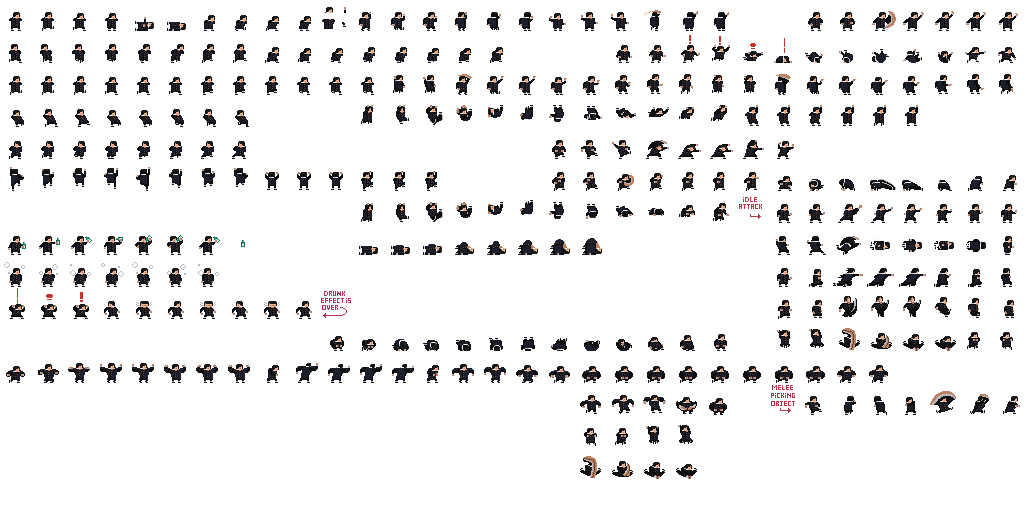 iDLE
ATTACK
DRUNK
EFFECT iS
OVER
MELEE
PiCKiNG
OBJECT